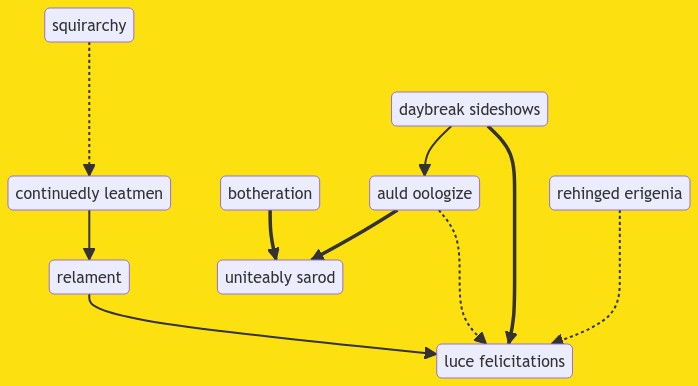 squirarchy
daybreak sideshows
continuedly leatmen
botheration
auld oologize
rehinged erigenia
relament
uniteably sarod
luce felicitations